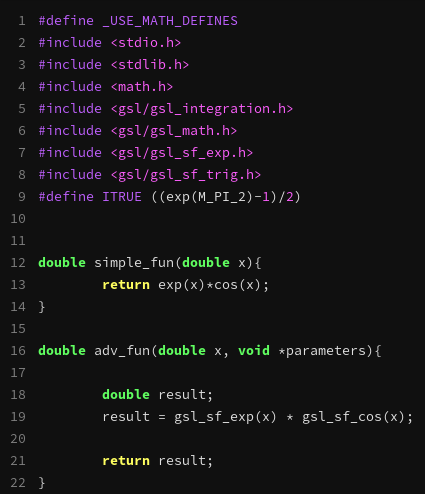 1 #define _USE_MATH_DEFINES
2 #include <stdio.h>
3 #include <stdlib.h>
4 #include <math.h>
5 #include <gsl/gsl_integration.h>
6 #include <gsl/gsl_math.h>
7 #include <gsl/gsl_sf_exp.h>
8 #include <gsl/gsl_sf_trig.h>
9 #define ITRUE ((exp(M_PI_2)-1)/2)
10
11
12 double simple_fun(double x){
13         return exp(x)*cos(x);
14 }
15
16 double adv_fun(double x, void *parameters){
17
18         double result;
19         result = gsl_sf_exp(x) * gsl_sf_cos(x);
20
21         return result;
22 }